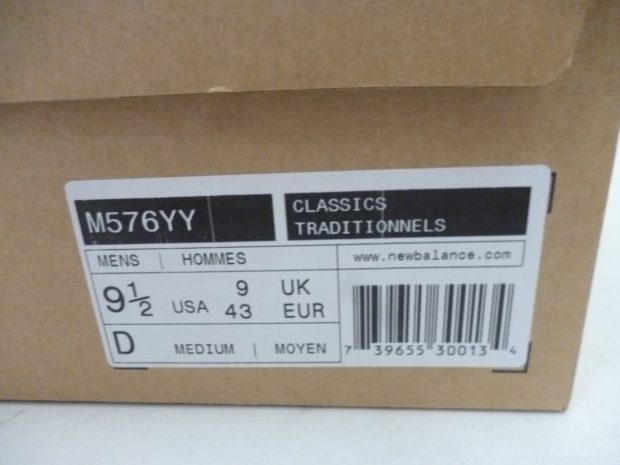 M576YY
CLASSICS
TRADITIONNELS
MENS | HOMMES
www.newbalance.com
9½ USA 9 UK
43 EUR
D MEDIUM | MOYEN
7 39655 30013 4